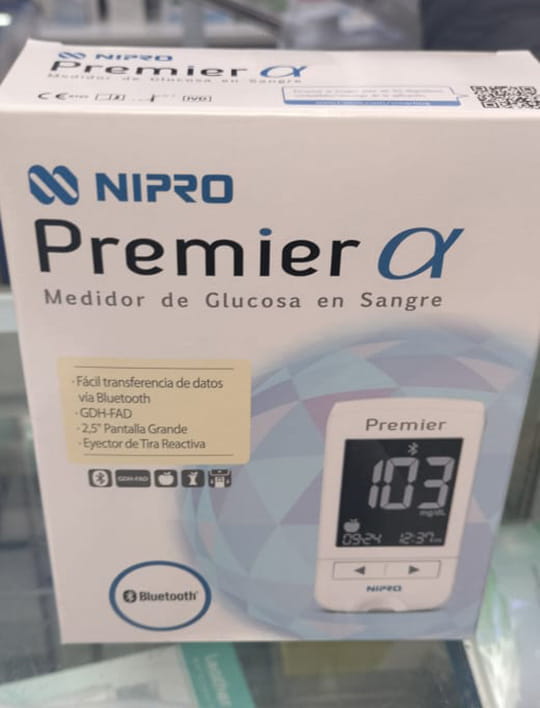 NIPRO
Premier α
Medidor de Glucosa en Sangre
IVD
NIPRO
Premier α
Medidor de Glucosa en Sangre
· Fácil transferencia de datos
vía Bluetooth
· GDH-FAD
· 2,5" Pantalla Grande
· Eyector de Tira Reactiva
GDH-FAD
Bluetooth
Premier
103
mg/dL
09-24 12:37
NIPRO